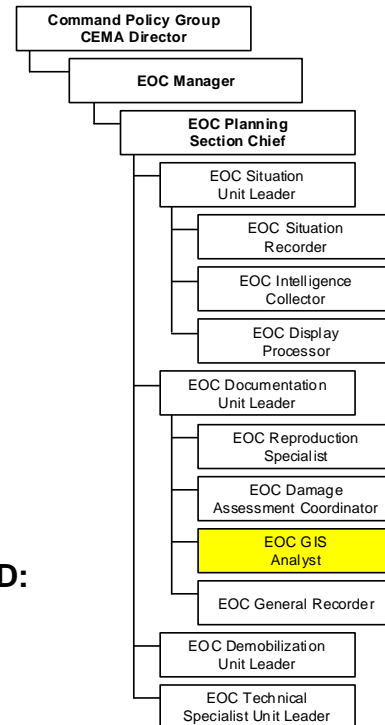 Command Policy Group
CEMA Director
EOC Manager
EOC Planning
Section Chief
EOC Situation
Unit Leader
EOC Situation
Recorder
EOC Intelligence
Collector
EOC Display
Processor
EOC Documentation
Unit Leader
EOC Reproduction
Specialist
EOC Damage
Assessment Coordinator
EOC GIS
Analyst
D:
EOC General Recorder
EOC Demobilization
Unit Leader
EOC Technical
Specialist Unit Leader